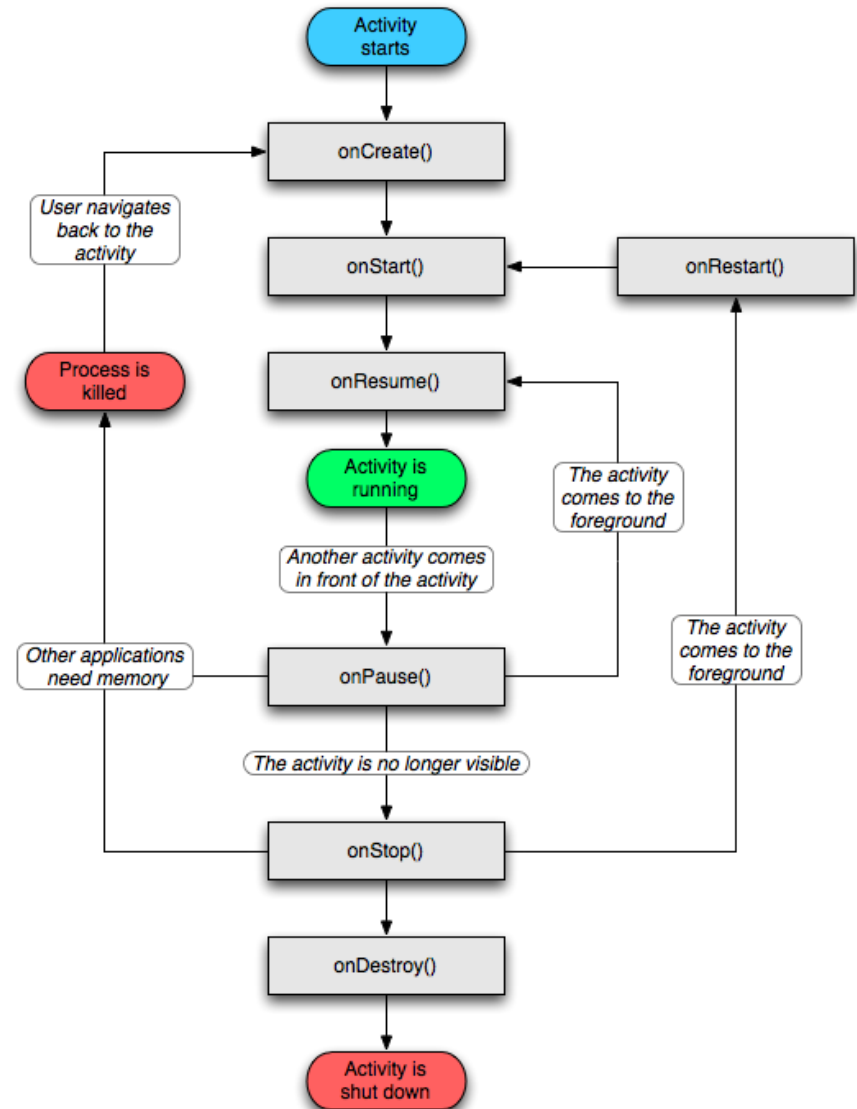 Activity
starts
onCreate()
User navigates
back to the
activity
onStart()
onRestart()
Process is
killed
onResume()
Activity is
running
The activity
comes to the
foreground
Another activity comes
in front of the activity
The activity
comes to the
foreground
Other applications
need memory
onPause()
The activity is no longer visible
onStop()
onDestroy()
Activity is
shut down